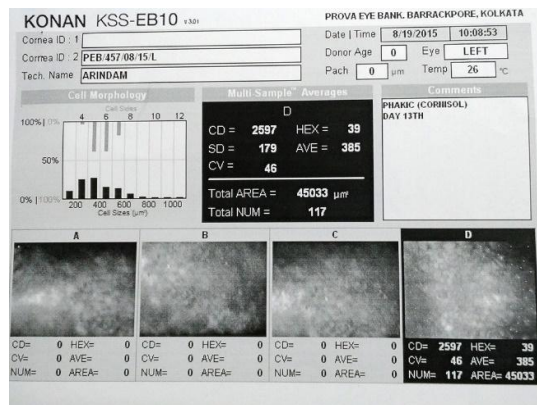 KONAN KSS-EB10 v 3.01
PROVA EYE BANK. BARRACKPORE, KOLKATA
Cornea ID : 1
Cornea ID : 2 PEB/457/08/15/L
Tech. Name ARINDAM
Date | Time 8/19/2015 10:08:53
Donor Age 0 Eye LEFT
Pach 0 µm Temp 26 °C
Cell Morphology
Cell Sides
4 6 8 10 12
100% | 0%
50%
0% | 100%
200 400 600 800 1000
Cell Sizes (µm²)
Multi-Sample™ Averages
D
CD = 2597 HEX = 39
SD = 179 AVE = 385
CV = 46
Total AREA = 45033 µm²
Total NUM = 117
Comments
PHAKIC (CORNISOL)
DAY 13TH
A B C D
CD= 0 HEX= 0 CD= 0 HEX= 0 CD= 0 HEX= 0 CD= 2597 HEX= 39
CV= 0 AVE= 0 CV= 0 AVE= 0 CV= 0 AVE= 0 CV= 46 AVE= 385
NUM= 0 AREA= 0 NUM= 0 AREA= 0 NUM= 0 AREA= 0 NUM= 117 AREA= 45033